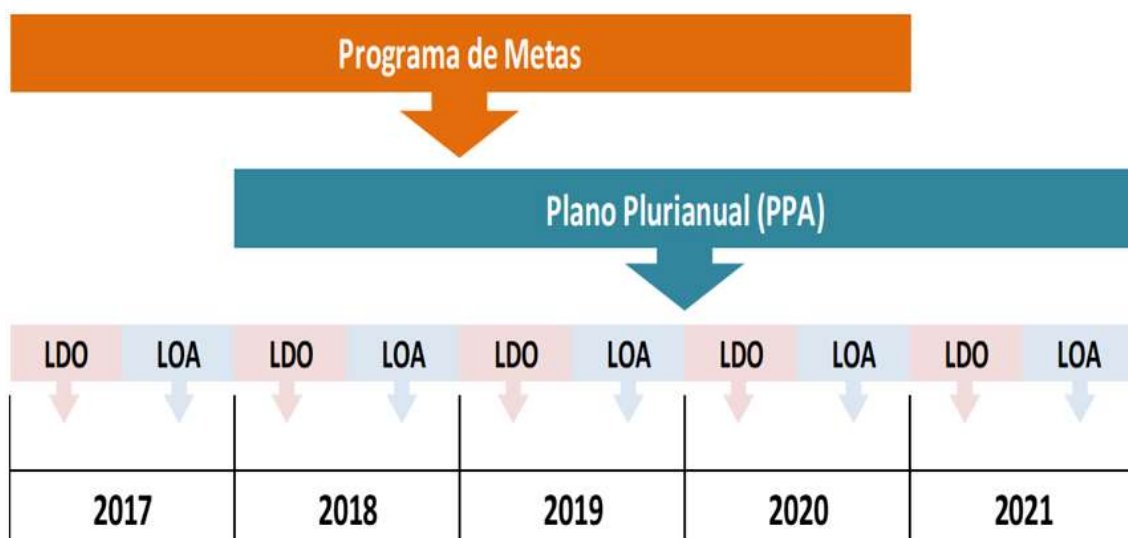 Programa de Metas
Plano Plurianual (PPA)
LDO LOA LDO LOA LDO LOA LDO LOA LDO LOA
2017 2018 2019 2020 2021